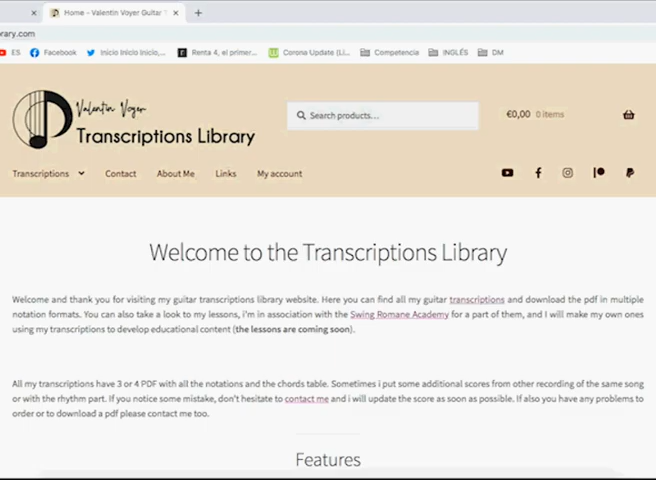 Home – Valentin Voyer Guitar T
rary.com
ES Facebook Inicio Inicio Inicio,... Renta 4, el primer... Corona Update (Li... Competencia INGLÉS DM
Valentin Voyer
Transcriptions Library
Search products...
€0,00 0 items
Transcriptions Contact About Me Links My account
Welcome to the Transcriptions Library
Welcome and thank you for visiting my guitar transcriptions library website. Here you can find all my guitar transcriptions and download the pdf in multiple
notation formats. You can also take a look to my lessons, i'm in association with the Swing Romane Academy for a part of them, and I will make my own ones
using my transcriptions to develop educational content (the lessons are coming soon).
All my transcriptions have 3 or 4 PDF with all the notations and the chords table. Sometimes i put some additional scores from other recording of the same song
or with the rhythm part. If you notice some mistake, don't hesitate to contact me and i will update the score as soon as possible. If also you have any problems to
order or to download a pdf please contact me too.
Features